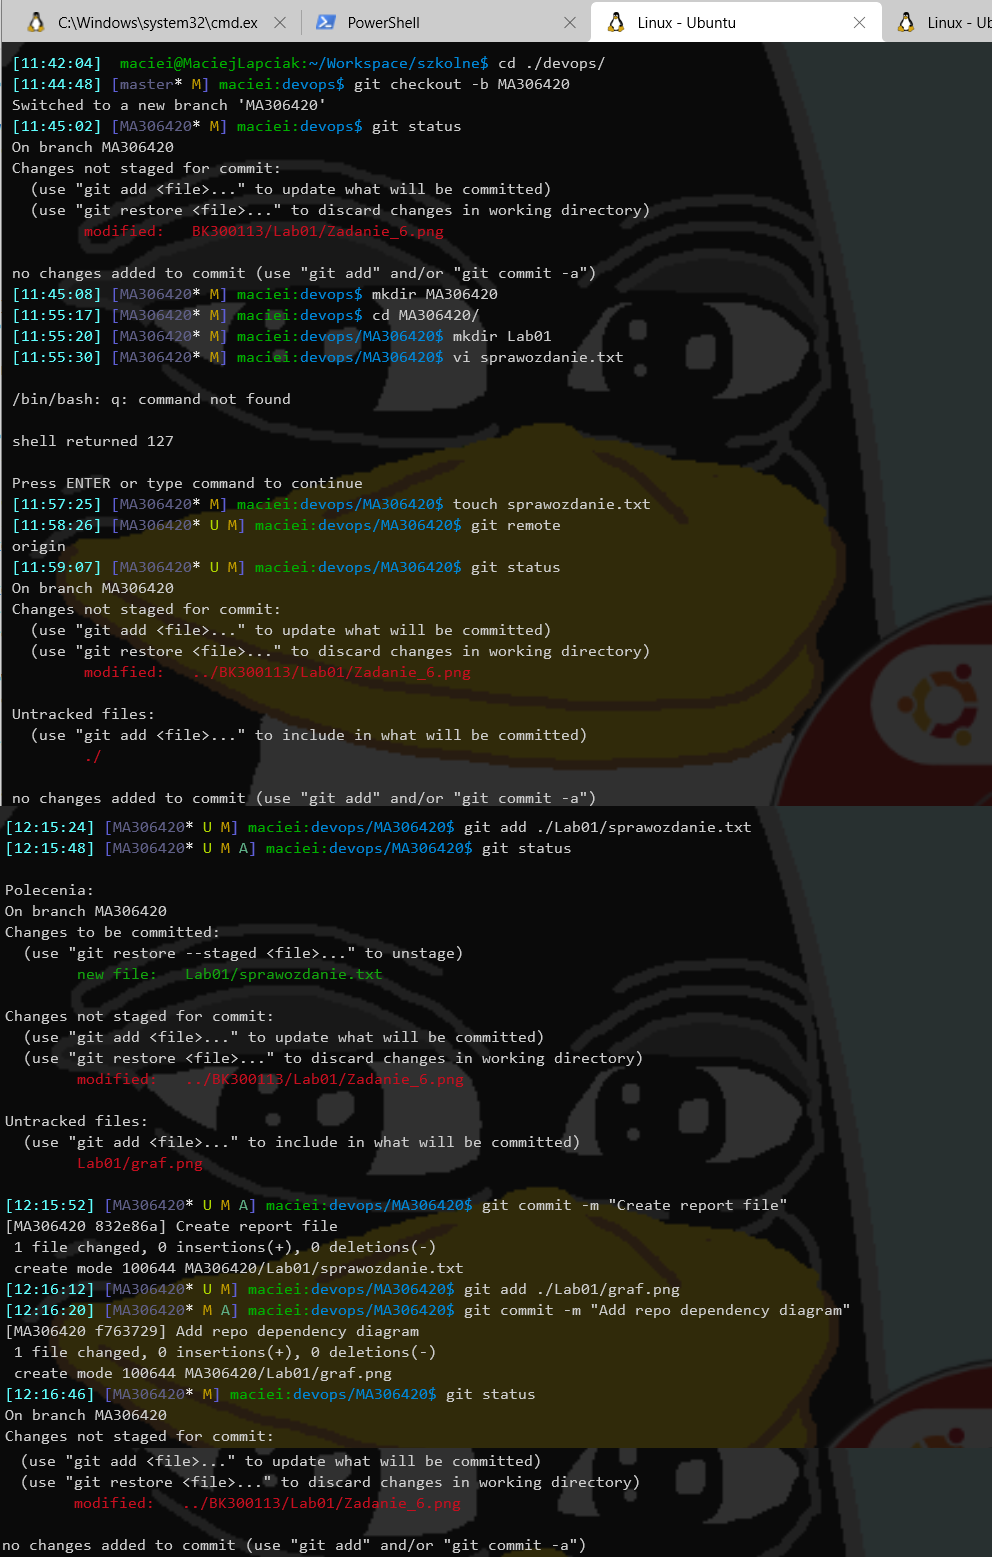 C:\Windows\system32\cmd.ex
PowerShell
Linux - Ubuntu
Linux - Ub
[11:42:04]  maciei@MaciejLapciak:~/Workspace/szkolne$ cd ./devops/
[11:44:48] [master* M] maciei:devops$ git checkout -b MA306420
Switched to a new branch 'MA306420'
[11:45:02] [MA306420* M] maciei:devops$ git status
On branch MA306420
Changes not staged for commit:
  (use "git add <file>..." to update what will be committed)
  (use "git restore <file>..." to discard changes in working directory)
        modified:   BK300113/Lab01/Zadanie_6.png

no changes added to commit (use "git add" and/or "git commit -a")
[11:45:08] [MA306420* M] maciei:devops$ mkdir MA306420
[11:55:17] [MA306420* M] maciei:devops$ cd MA306420/
[11:55:20] [MA306420* M] maciei:devops/MA306420$ mkdir Lab01
[11:55:30] [MA306420* M] maciei:devops/MA306420$ vi sprawozdanie.txt

/bin/bash: q: command not found

shell returned 127

Press ENTER or type command to continue
[11:57:25] [MA306420* M] maciei:devops/MA306420$ touch sprawozdanie.txt
[11:58:26] [MA306420* U M] maciei:devops/MA306420$ git remote
origin
[11:59:07] [MA306420* U M] maciei:devops/MA306420$ git status
On branch MA306420
Changes not staged for commit:
  (use "git add <file>..." to update what will be committed)
  (use "git restore <file>..." to discard changes in working directory)
        modified:   ../BK300113/Lab01/Zadanie_6.png

Untracked files:
  (use "git add <file>..." to include in what will be committed)
        ./

no changes added to commit (use "git add" and/or "git commit -a")
[12:15:24] [MA306420* U M] maciei:devops/MA306420$ git add ./Lab01/sprawozdanie.txt
[12:15:48] [MA306420* U M A] maciei:devops/MA306420$ git status

Polecenia:
On branch MA306420
Changes to be committed:
  (use "git restore --staged <file>..." to unstage)
        new file:   Lab01/sprawozdanie.txt

Changes not staged for commit:
  (use "git add <file>..." to update what will be committed)
  (use "git restore <file>..." to discard changes in working directory)
        modified:   ../BK300113/Lab01/Zadanie_6.png

Untracked files:
  (use "git add <file>..." to include in what will be committed)
        Lab01/graf.png

[12:15:52] [MA306420* U M A] maciei:devops/MA306420$ git commit -m "Create report file"
[MA306420 832e86a] Create report file
 1 file changed, 0 insertions(+), 0 deletions(-)
 create mode 100644 MA306420/Lab01/sprawozdanie.txt
[12:16:12] [MA306420* U M] maciei:devops/MA306420$ git add ./Lab01/graf.png
[12:16:20] [MA306420* M A] maciei:devops/MA306420$ git commit -m "Add repo dependency diagram"
[MA306420 f763729] Add repo dependency diagram
 1 file changed, 0 insertions(+), 0 deletions(-)
 create mode 100644 MA306420/Lab01/graf.png
[12:16:46] [MA306420* M] maciei:devops/MA306420$ git status
On branch MA306420
Changes not staged for commit:
  (use "git add <file>..." to update what will be committed)
  (use "git restore <file>..." to discard changes in working directory)
        modified:   ../BK300113/Lab01/Zadanie_6.png

no changes added to commit (use "git add" and/or "git commit -a")